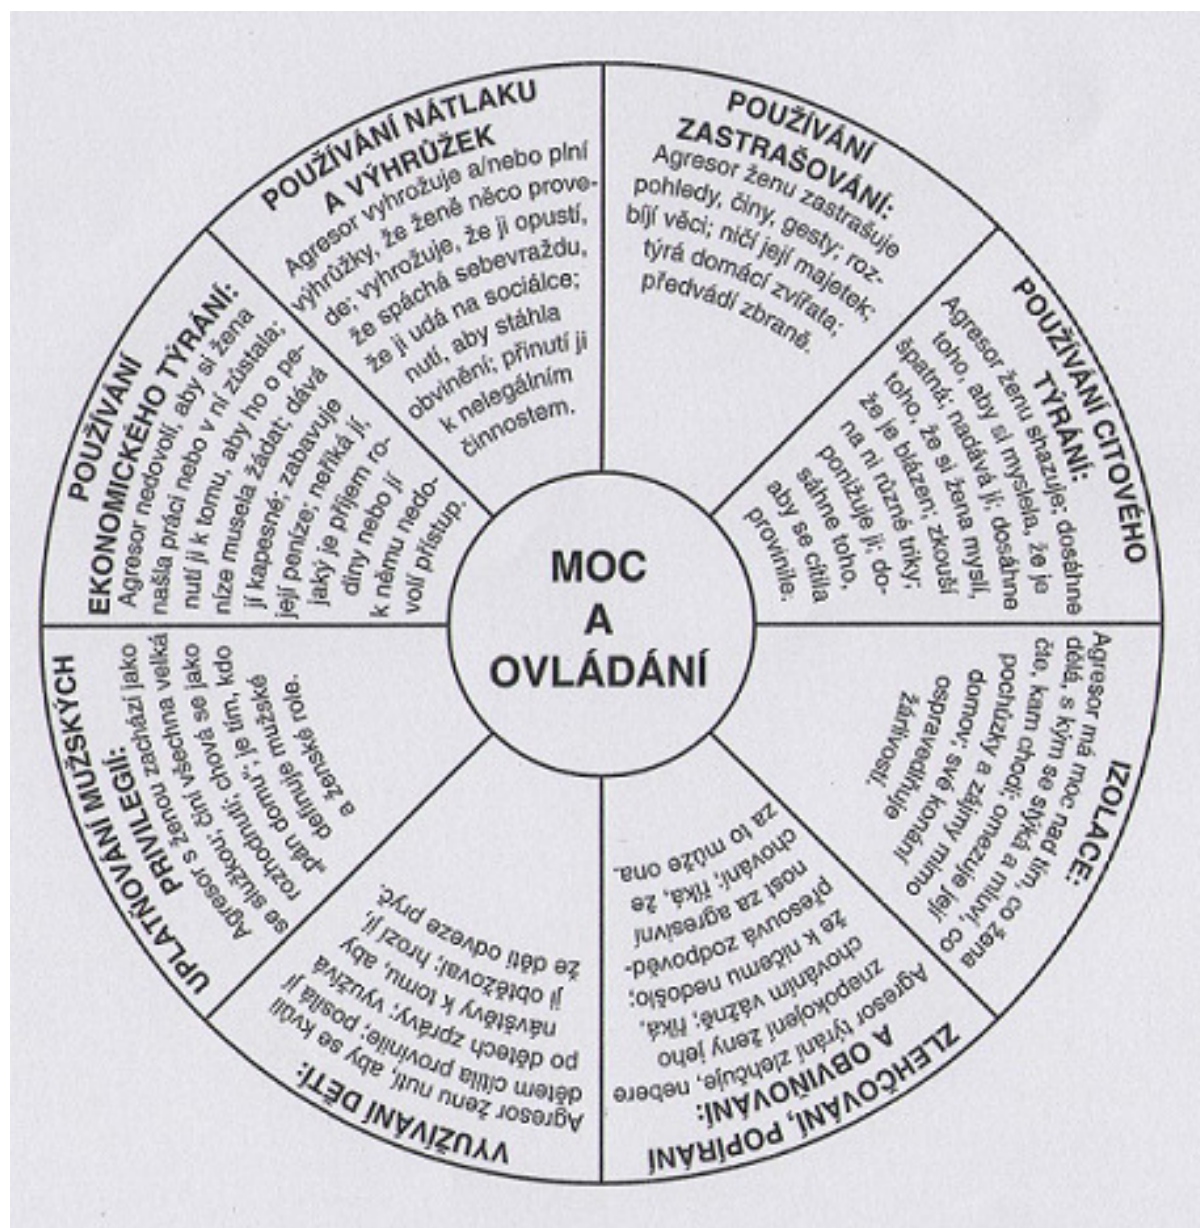 POUŽÍVÁNÍ NÁTLAKU
A VÝHRŮŽEK
Agresor vyhrožuje a/nebo plní
výhrůžky, že ženě něco prove-
de; vyhrožuje, že ji opustí,
že spáchá sebevraždu,
že ji udá na sociálce;
nutí, aby stáhla
obvinění; přinutí ji
k nelegálním
činnostem.
POUŽÍVÁNÍ
ZASTRAŠOVÁNÍ:
Agresor ženu zastrašuje
pohledy, činy, gesty; roz-
bíjí věci; ničí její majetek;
týrá domácí zvířata;
předvádí zbraně.
POUŽÍVÁNÍ CITOVÉHO
TÝRÁNÍ:
Agresor ženu shazuje; dosáhne
toho, aby si myslela, že je
špatná; nadává jí; dosáhne
toho, že si žena myslí,
že je blázen; zkouší
na ni různé triky;
ponižuje ji; do-
sáhne toho,
aby se cítila
provinile.
IZOLACE:
Agresor má moc nad tím, co žena
dělá, s kým se stýká a mluví, co
čte, kam chodí; omezuje její
pochůzky a zájmy mimo
domov; své konání
ospravedlňuje
žárlivostí.
ZLEHČOVÁNÍ, POPÍRÁNÍ
A OBVIŇOVÁNÍ:
Agresor týrání zlehčuje, nebere
znepokojení ženy jeho
chováním vážně; říká,
že k ničemu nedošlo;
přesouvá zodpověd-
nost za agresivní
chování; říká, že
za to může ona.
VYUŽÍVÁNÍ DĚTÍ:
Agresor ženu nutí, aby se kvůli
dětem cítila provinile; posílá jí
po dětech zprávy; využívá
návštěvy k tomu, aby
ji obtěžoval; hrozí jí,
že děti odveze pryč.
UPLATŇOVÁNÍ MUŽSKÝCH
PRIVILEGIÍ:
Agresor s ženou zachází jako
se služkou; činí všechna velká
rozhodnutí; chová se jako
„pán domu“, je tím, kdo
definuje mužské
a ženské role.
POUŽÍVÁNÍ
EKONOMICKÉHO TÝRÁNÍ:
Agresor nedovolí, aby si žena
našla práci nebo v ní zůstala;
nutí ji k tomu, aby ho o pe-
níze musela žádat; dává
jí kapesné; zabavuje
její peníze; neříká jí,
jaký je příjem ro-
diny nebo jí
k němu nedo-
volí přístup.
MOC
A
OVLÁDÁNÍ